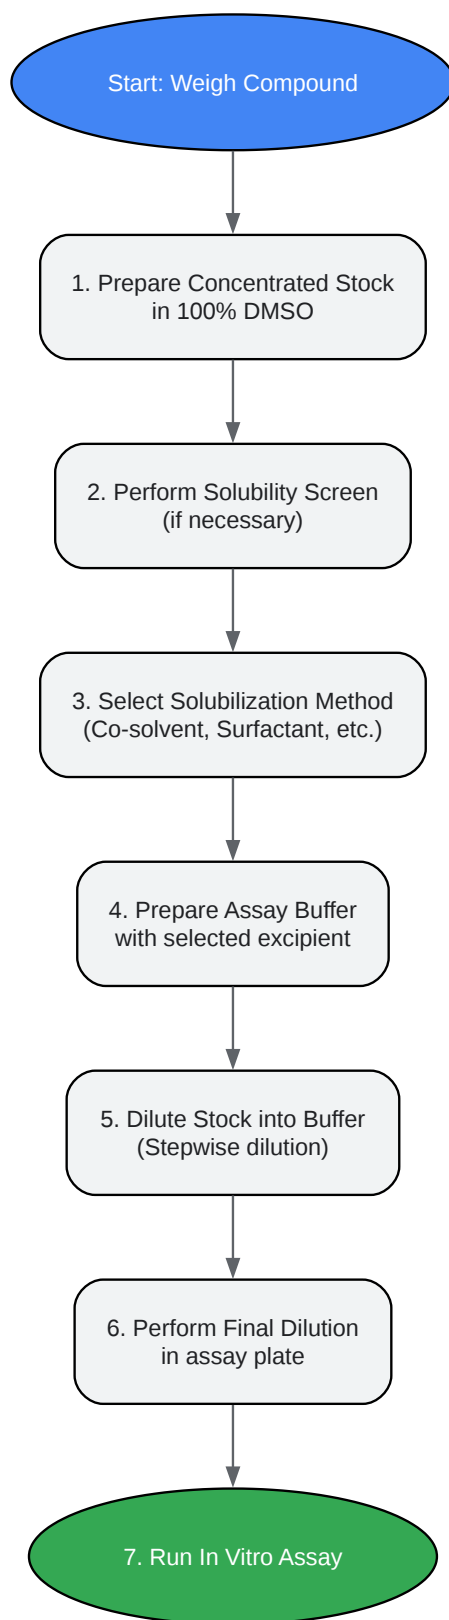 Start: Weigh Compound
1. Prepare Concentrated Stock
in 100% DMSO
2. Perform Solubility Screen
(if necessary)
3. Select Solubilization Method
(Co-solvent, Surfactant, etc.)
4. Prepare Assay Buffer
with selected excipient
5. Dilute Stock into Buffer
(Stepwise dilution)
6. Perform Final Dilution
in assay plate
7. Run In Vitro Assay